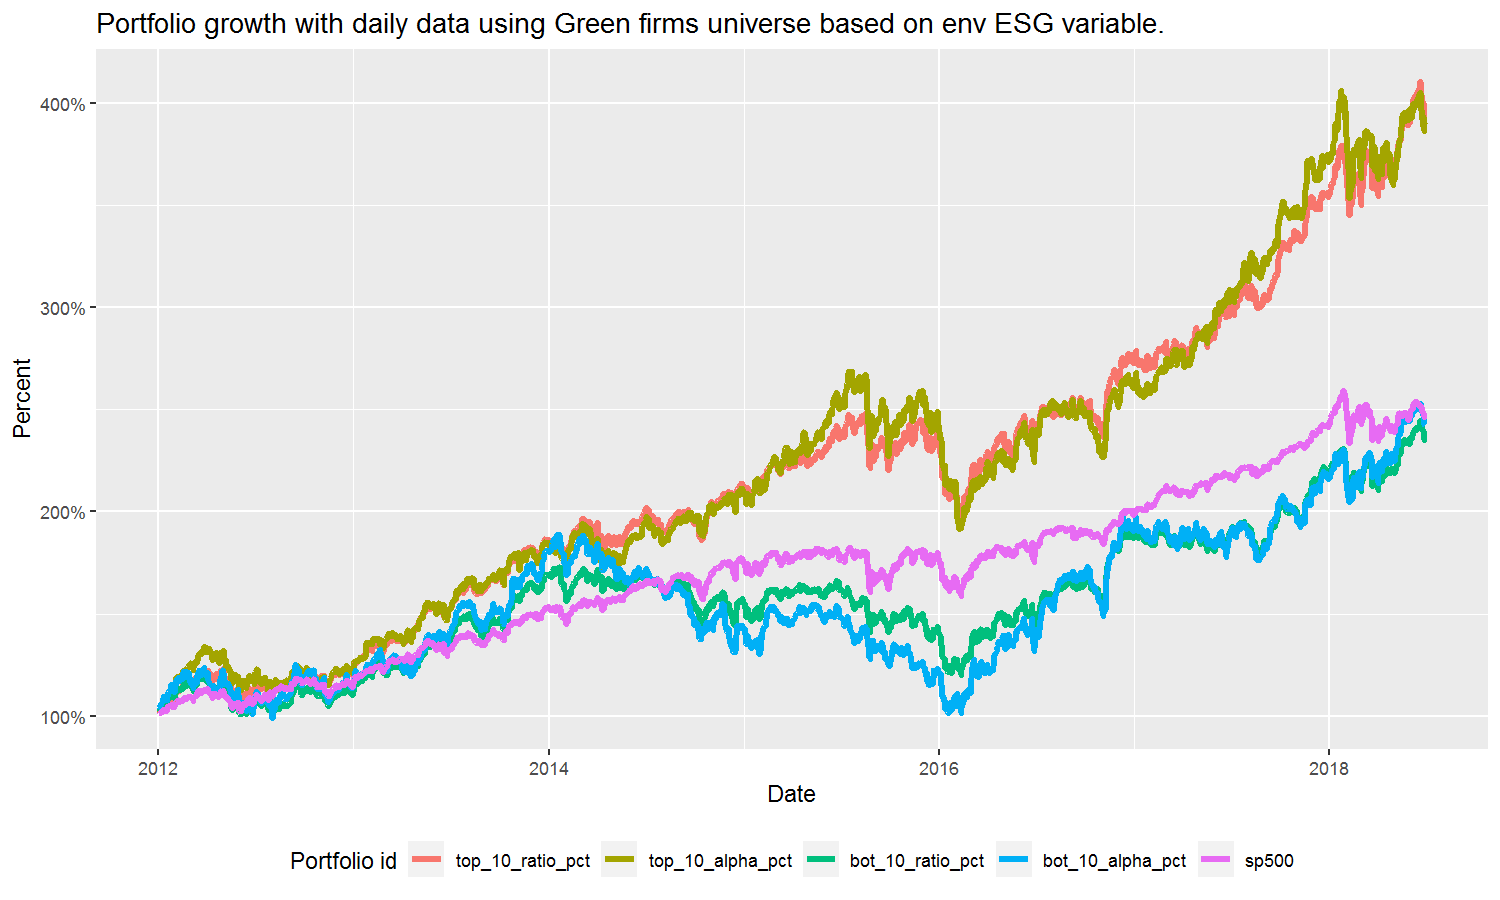 Portfolio growth with daily data using Green firms universe based on env ESG variable.
400%
300%
200%
100%
Percent
2012 2014 2016 2018
Date
Portfolio id top_10_ratio_pct top_10_alpha_pct bot_10_ratio_pct bot_10_alpha_pct sp500